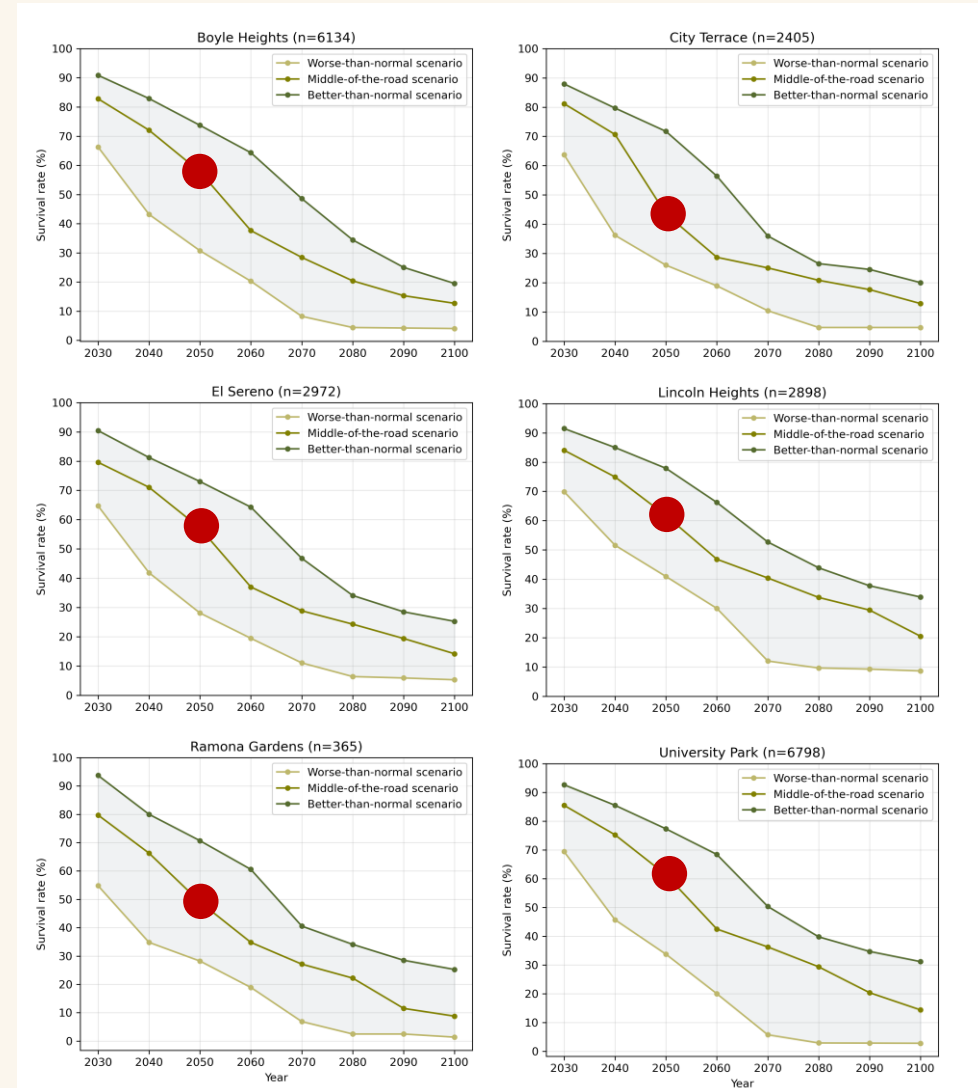 Boyle Heights (n=6134)
100
90
80
70
60
50
40
30
20
10
0
Survival rate (%)
Worse-than-normal scenario
Middle-of-the-road scenario
Better-than-normal scenario
2030 2040 2050 2060 2070 2080 2090 2100
City Terrace (n=2405)
100
90
80
70
60
50
40
30
20
10
0
Survival rate (%)
Worse-than-normal scenario
Middle-of-the-road scenario
Better-than-normal scenario
2030 2040 2050 2060 2070 2080 2090 2100
El Sereno (n=2972)
100
90
80
70
60
50
40
30
20
10
0
Survival rate (%)
Worse-than-normal scenario
Middle-of-the-road scenario
Better-than-normal scenario
2030 2040 2050 2060 2070 2080 2090 2100
Lincoln Heights (n=2898)
100
90
80
70
60
50
40
30
20
10
0
Survival rate (%)
Worse-than-normal scenario
Middle-of-the-road scenario
Better-than-normal scenario
2030 2040 2050 2060 2070 2080 2090 2100
Ramona Gardens (n=365)
100
90
80
70
60
50
40
30
20
10
0
Survival rate (%)
Worse-than-normal scenario
Middle-of-the-road scenario
Better-than-normal scenario
2030 2040 2050 2060 2070 2080 2090 2100
Year
University Park (n=6798)
100
90
80
70
60
50
40
30
20
10
0
Survival rate (%)
Worse-than-normal scenario
Middle-of-the-road scenario
Better-than-normal scenario
2030 2040 2050 2060 2070 2080 2090 2100
Year